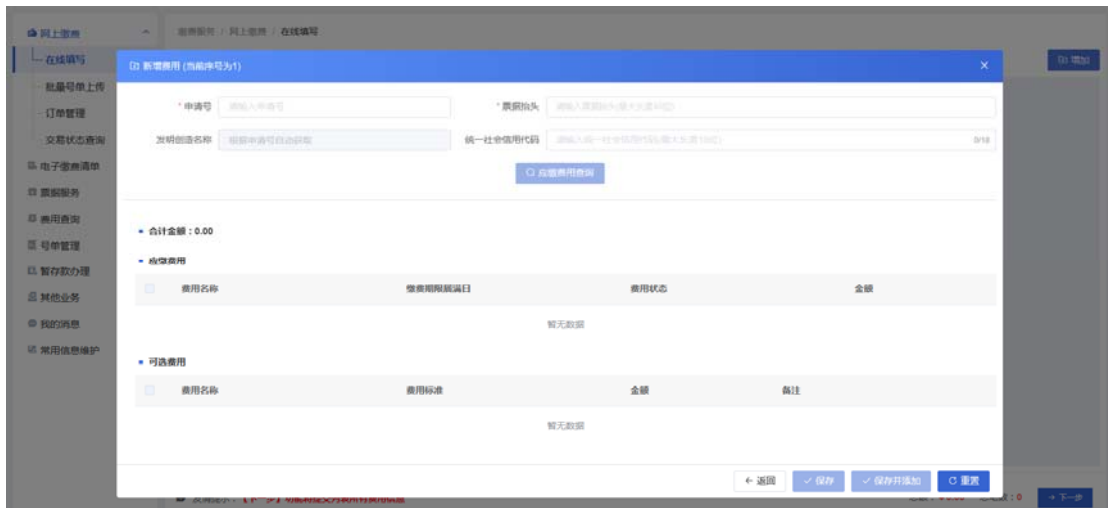 网上缴费
缴费服务 / 网上缴费 / 在线填写
在线填写
增加
新增费用 (当前序号为1)
批量号单上传
订单管理
交易状态查询
电子缴费清单
票据服务
费用查询
号单管理
暂存款办理
其他业务
我的消息
常用信息维护
* 申请号 请输入申请号
* 票据抬头
发明创造名称 根据申请号自动获取
统一社会信用代码 0/18
应缴费用查询
合计金额：0.00
应缴费用
费用名称 缴费期限届满日 费用状态 金额
暂无数据
可选费用
费用名称 费用标准 金额 备注
暂无数据
返回 保存 保存并添加 重置
下一步